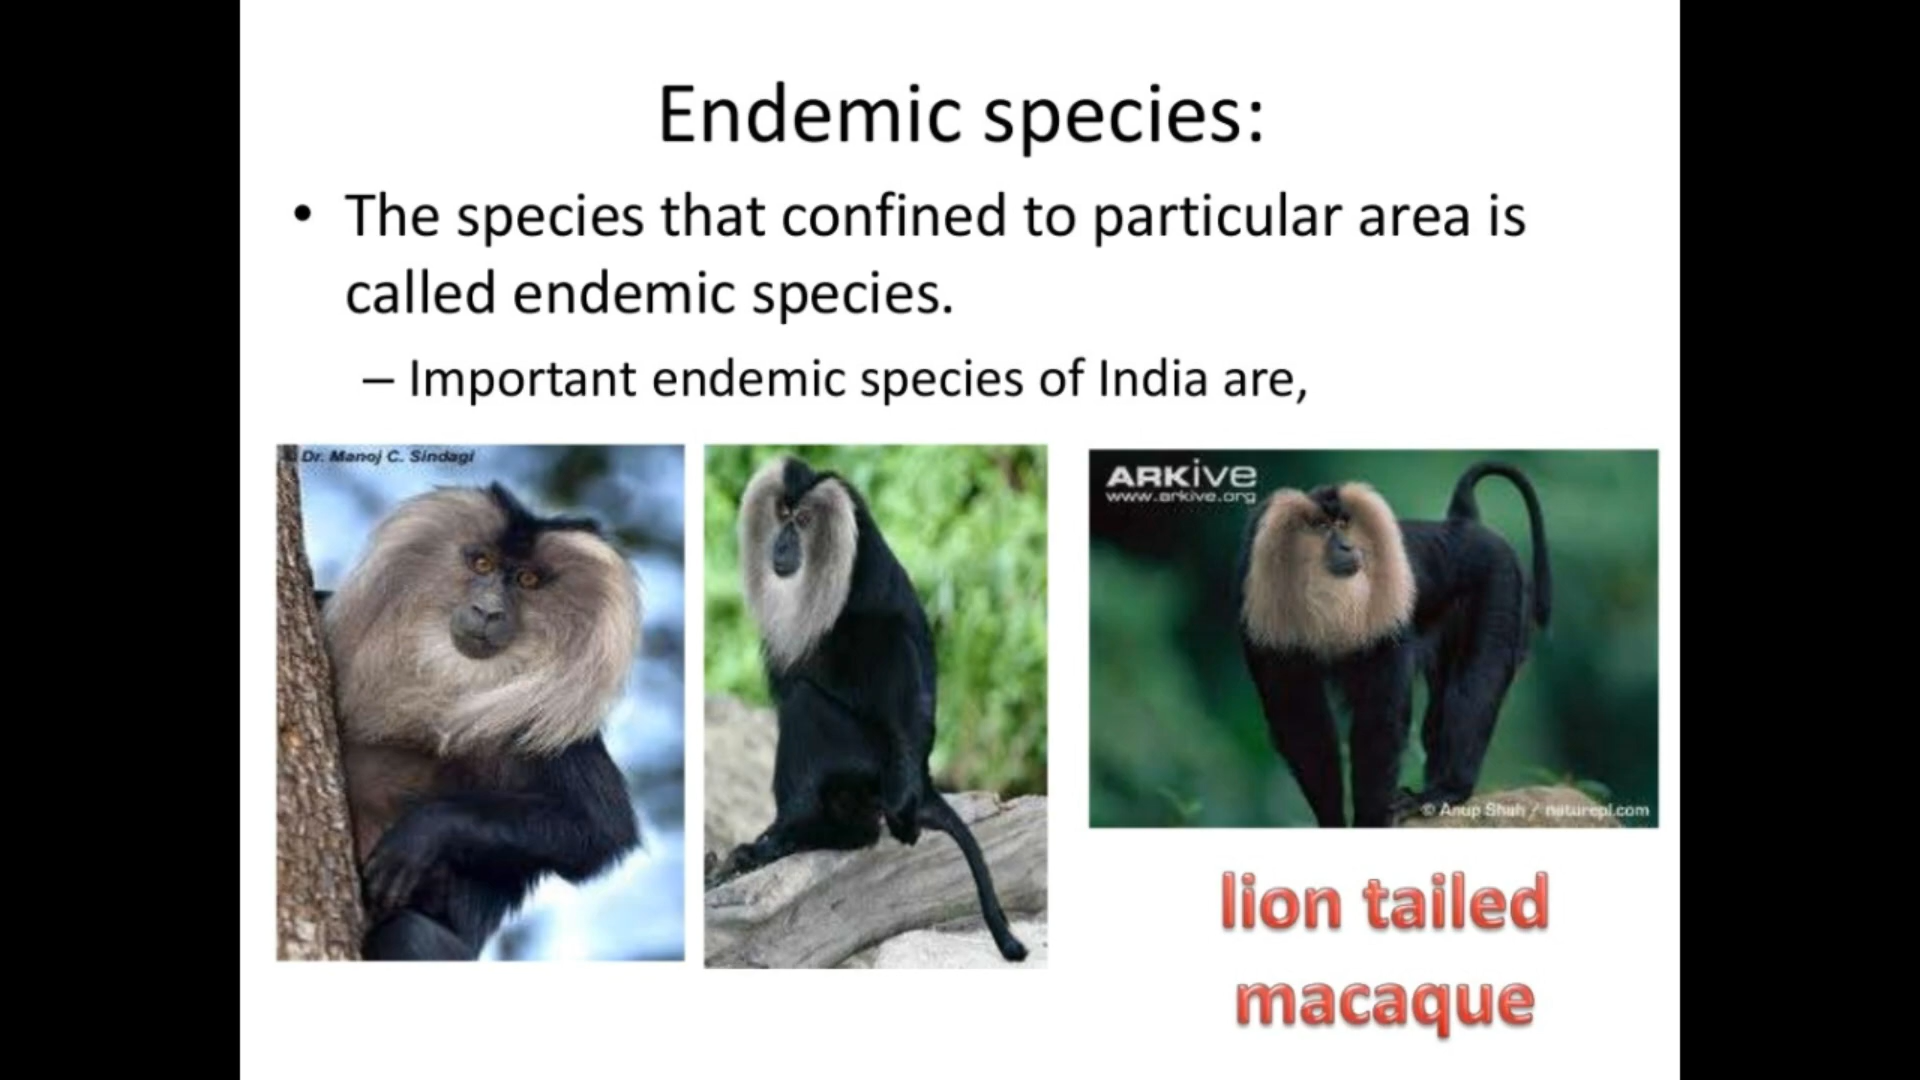 Endemic species:
• The species that confined to particular area is
called endemic species.
– Important endemic species of India are,
© Dr. Manoj C. Sindagi
ARKive
www.arkive.org
© Anup Shah / naturepl.com
lion tailed
macaque